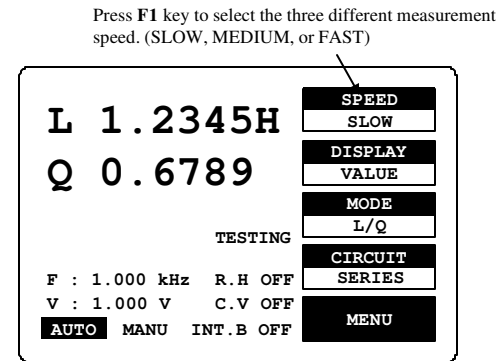 Press F1 key to select the three different measurement
speed. (SLOW, MEDIUM, or FAST)
L 1.2345H
Q 0.6789
TESTING
F : 1.000 kHz R.H OFF
V : 1.000 V C.V OFF
AUTO MANU INT.B OFF
SPEED
SLOW
DISPLAY
VALUE
MODE
L/Q
CIRCUIT
SERIES
MENU